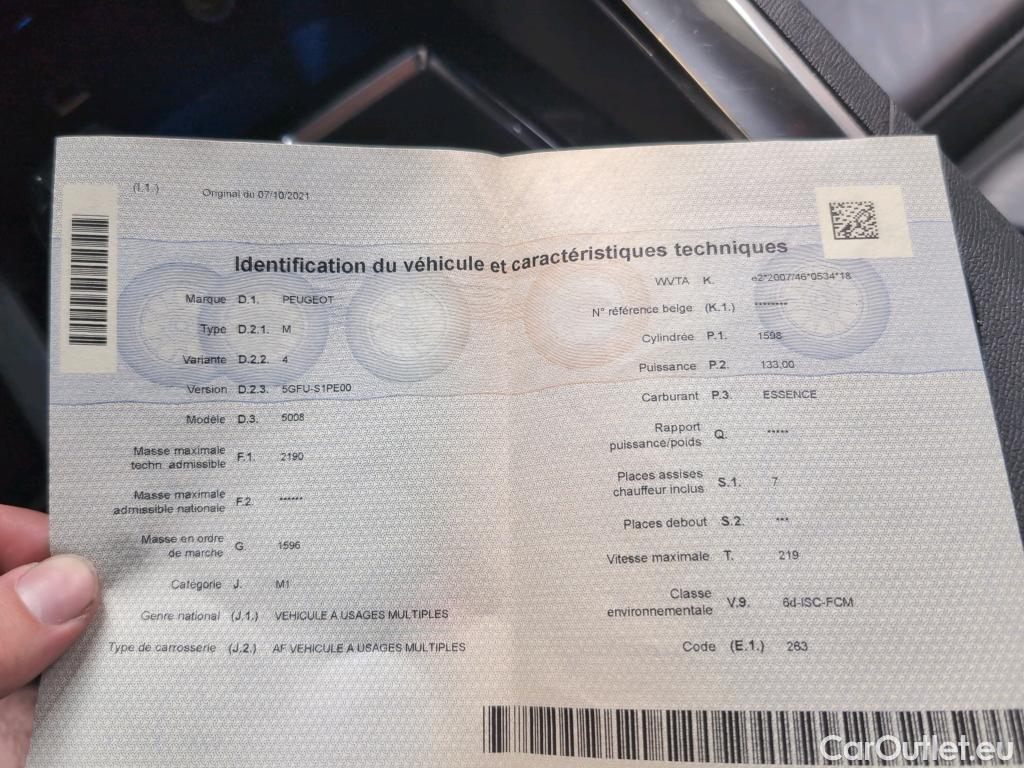 (I.1.) Original du 07/10/2021
Identification du véhicule et caractéristiques techniques
Marque D.1. PEUGEOT
Type D.2.1. M
Variante D.2.2. 4
Version D.2.3. 5GFU-S1PE00
Modèle D.3. 5008
Masse maximale
techn. admissible F.1. 2190
Masse maximale
admissible nationale F.2. ******
Masse en ordre
de marche G. 1596
Catégorie J. M1
Genre national (J.1.) VEHICULE A USAGES MULTIPLES
Type de carrosserie (J.2.) AF VEHICULE A USAGES MULTIPLES
WVTA K. e2*2007/46*0534*18
N° référence belge (K.1.) ********
Cylindrée P.1. 1598
Puissance P.2. 133,00
Carburant P.3. ESSENCE
Rapport
puissance/poids Q. *****
Places assises
chauffeur inclus S.1. 7
Places debout S.2. ***
Vitesse maximale T. 219
Classe
environnementale V.9. 6d-ISC-FCM
Code (E.1.) 263
CarOutlet.eu